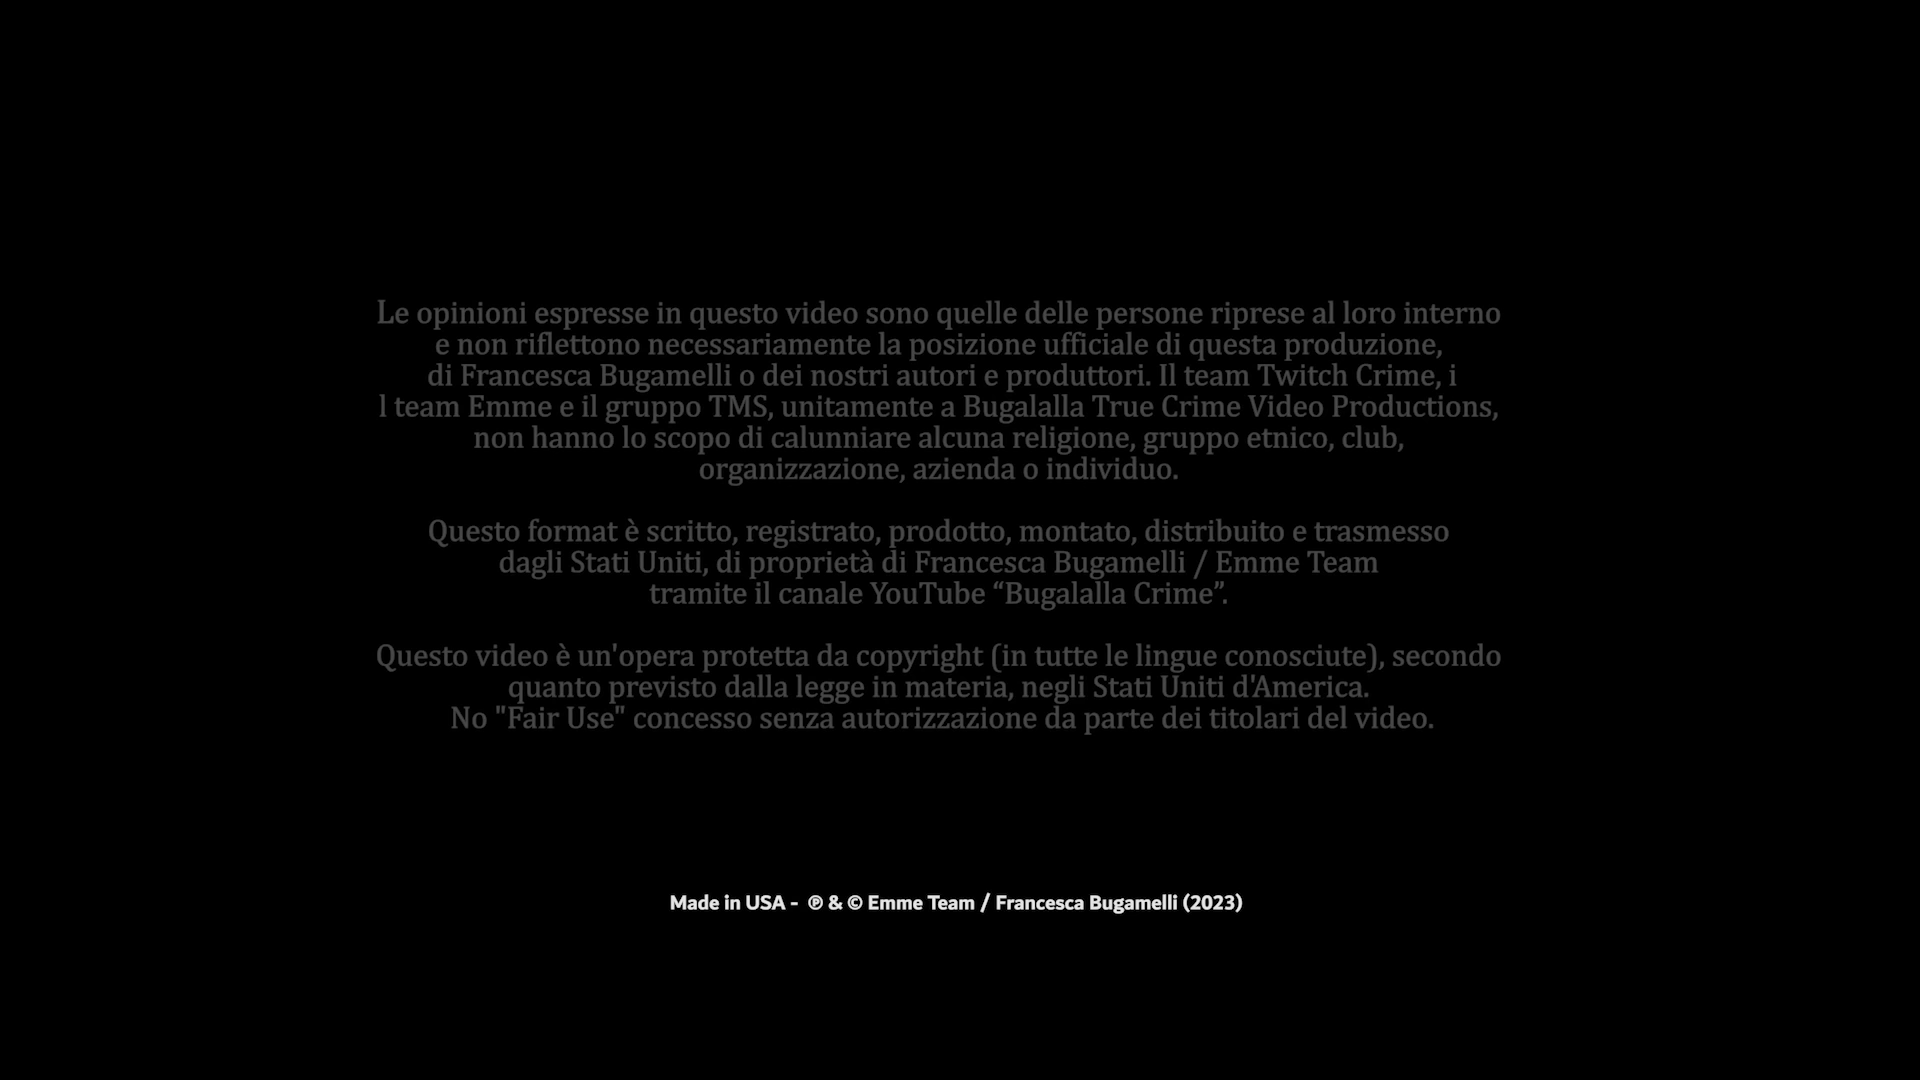 Le opinioni espresse in questo video sono quelle delle persone riprese al loro interno
e non riflettono necessariamente la posizione ufficiale di questa produzione,
di Francesca Bugamelli o dei nostri autori e produttori. Il team Twitch Crime, i
l team Emme e il gruppo TMS, unitamente a Bugalalla True Crime Video Productions,
non hanno lo scopo di calunniare alcuna religione, gruppo etnico, club,
organizzazione, azienda o individuo.
Questo format è scritto, registrato, prodotto, montato, distribuito e trasmesso
dagli Stati Uniti, di proprietà di Francesca Bugamelli / Emme Team
tramite il canale YouTube “Bugalalla Crime”.
Questo video è un'opera protetta da copyright (in tutte le lingue conosciute), secondo
quanto previsto dalla legge in materia, negli Stati Uniti d'America.
No "Fair Use" concesso senza autorizzazione da parte dei titolari del video.
Made in USA - ℗ & © Emme Team / Francesca Bugamelli (2023)